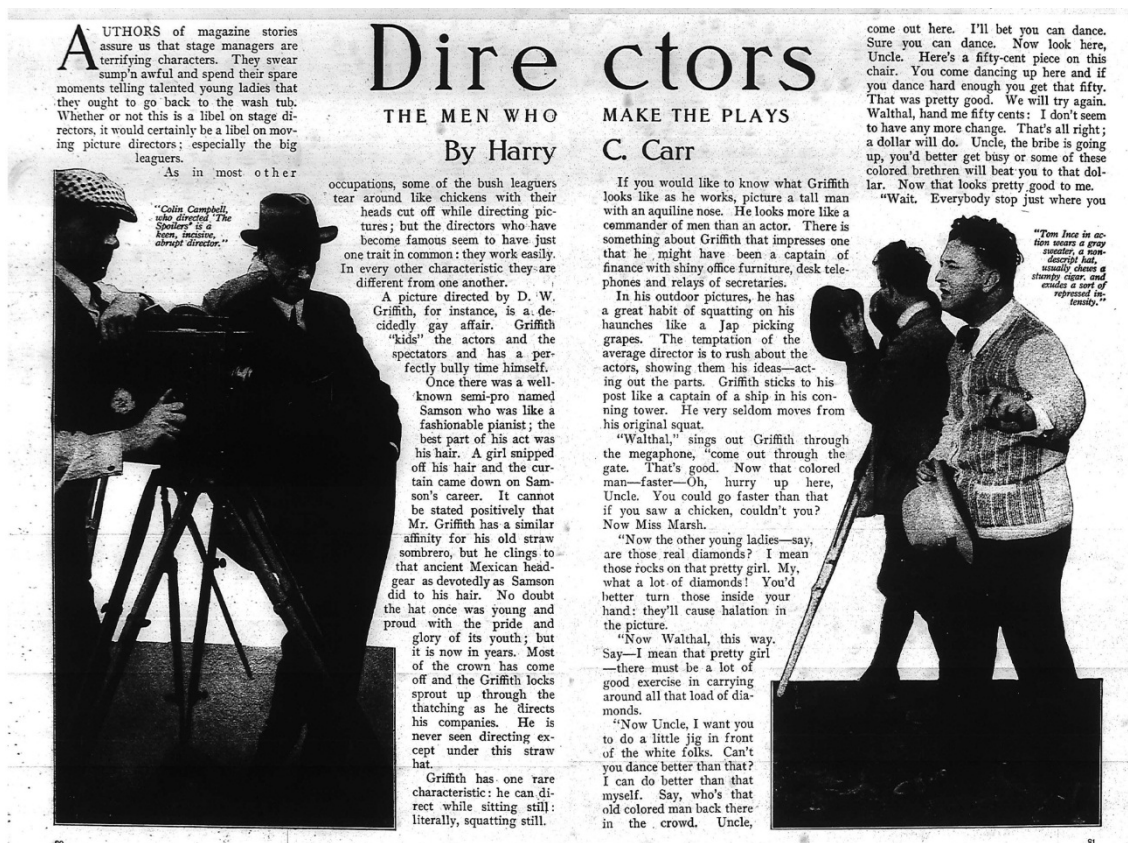 Directors
THE MEN WHO MAKE THE PLAYS
By Harry C. Carr
AUTHORS of magazine stories
assure us that stage managers are
terrifying characters. They swear
sump'n awful and spend their spare
moments telling talented young ladies that
they ought to go back to the wash tub.
Whether or not this is a libel on stage di-
rectors, it would certainly be a libel on mov-
ing picture directors; especially the big
leaguers.
As in most other
occupations, some of the bush leaguers
tear around like chickens with their
heads cut off while directing pic-
tures; but the directors who have
become famous seem to have just
one trait in common: they work easily.
In every other characteristic they are
different from one another.
A picture directed by D. W.
Griffith, for instance, is a de-
cidedly gay affair. Griffith
"kids" the actors and the
spectators and has a per-
fectly bully time himself.
Once there was a well-
known semi-pro named
Samson who was like a
fashionable pianist; the
best part of his act was
his hair. A girl snipped
off his hair and the cur-
tain came down on Sam-
son's career. It cannot
be stated positively that
Mr. Griffith has a similar
affinity for his old straw
sombrero, but he clings to
that ancient Mexican head-
gear as devotedly as Samson
did to his hair. No doubt
the hat once was young and
proud with the pride and
glory of its youth; but
it is now in years. Most
of the crown has come
off and the Griffith locks
sprout up through the
thatching as he directs
his companies. He is
never seen directing ex-
cept under this straw
hat.
Griffith has one rare
characteristic: he can di-
rect while sitting still:
literally, squatting still.
"Colin Campbell,
who directed 'The
Spoilers' is a
keen, incisive,
abrupt director."
If you would like to know what Griffith
looks like as he works, picture a tall man
with an aquiline nose. He looks more like a
commander of men than an actor. There is
something about Griffith that impresses one
that he might have been a captain of
finance with shiny office furniture, desk tele-
phones and relays of secretaries.
In his outdoor pictures, he has
a great habit of squatting on his
haunches like a Jap picking
grapes. The temptation of the
average director is to rush about the
actors, showing them his ideas—act-
ing out the parts. Griffith sticks to his
post like a captain of a ship in his con-
ning tower. He very seldom moves from
his original squat.
"Walthal," sings out Griffith through
the megaphone, "come out through the
gate. That's good. Now that colored
man—faster—Oh, hurry up here,
Uncle. You could go faster than that
if you saw a chicken, couldn't you?
Now Miss Marsh.
"Now the other young ladies—say,
are those real diamonds? I mean
those rocks on that pretty girl. My,
what a lot of diamonds! You'd
better turn those inside your
hand: they'll cause halation in
the picture.
"Now Walthal, this way.
Say—I mean that pretty girl
—there must be a lot of
good exercise in carrying
around all that load of dia-
monds.
"Now Uncle, I want you
to do a little jig in front
of the white folks. Can't
you dance better than that?
I can do better than that
myself. Say, who's that
old colored man back there
in the crowd. Uncle,
come out here. I'll bet you can dance.
Sure you can dance. Now look here,
Uncle. Here's a fifty-cent piece on this
chair. You come dancing up here and if
you dance hard enough you get that fifty.
That was pretty good. We will try again.
Walthal, hand me fifty cents: I don't seem
to have any more change. That's all right;
a dollar will do. Uncle, the bribe is going
up, you'd better get busy or some of these
colored brethren will beat you to that dol-
lar. Now that looks pretty good to me.
"Wait. Everybody stop just where you
"Tom Ince in ac-
tion wears a gray
sweater, a non-
descript hat,
usually chews a
stumpy cigar, and
exudes a sort of
repressed in-
tensity."